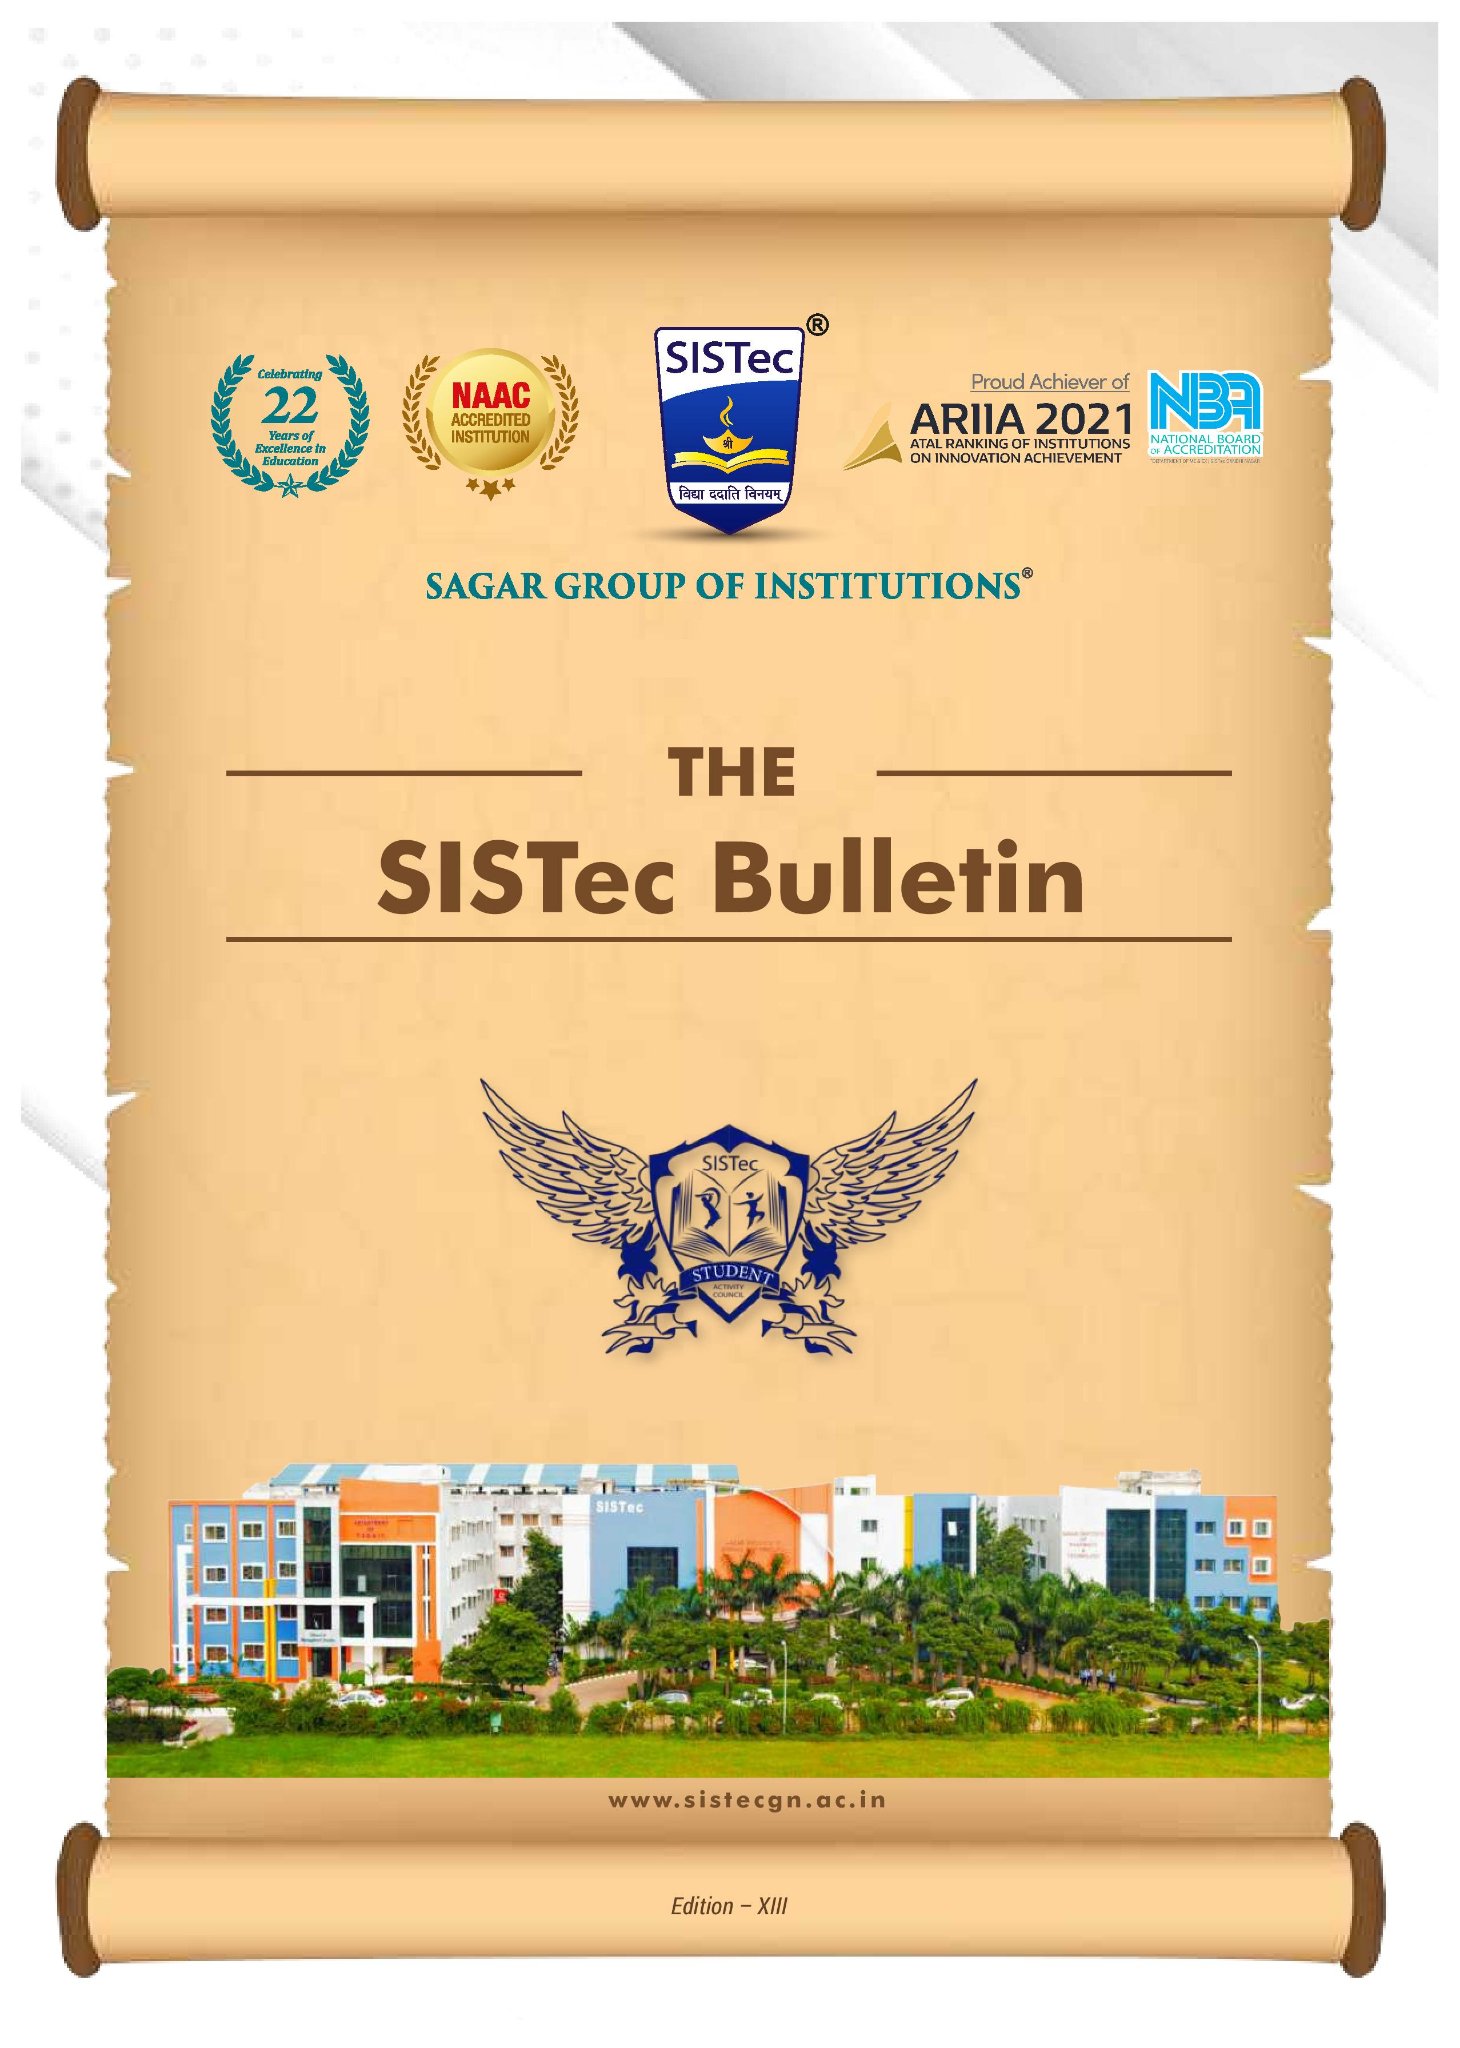 Celebrating
22
Years of
Excellence in
Education
NAAC
ACCREDITED
INSTITUTION
SISTec®
श्री
विद्या ददाति विनयम्
Proud Achiever of
ARIIA 2021
ATAL RANKING OF INSTITUTIONS
ON INNOVATION ACHIEVEMENT
NBA
NATIONAL BOARD
OF ACCREDITATION
SAGAR GROUP OF INSTITUTIONS®
THE
SISTec Bulletin
SISTec
STUDENT
ACTIVITY
COUNCIL
SISTec
www.sistecgn.ac.in
Edition – XIII